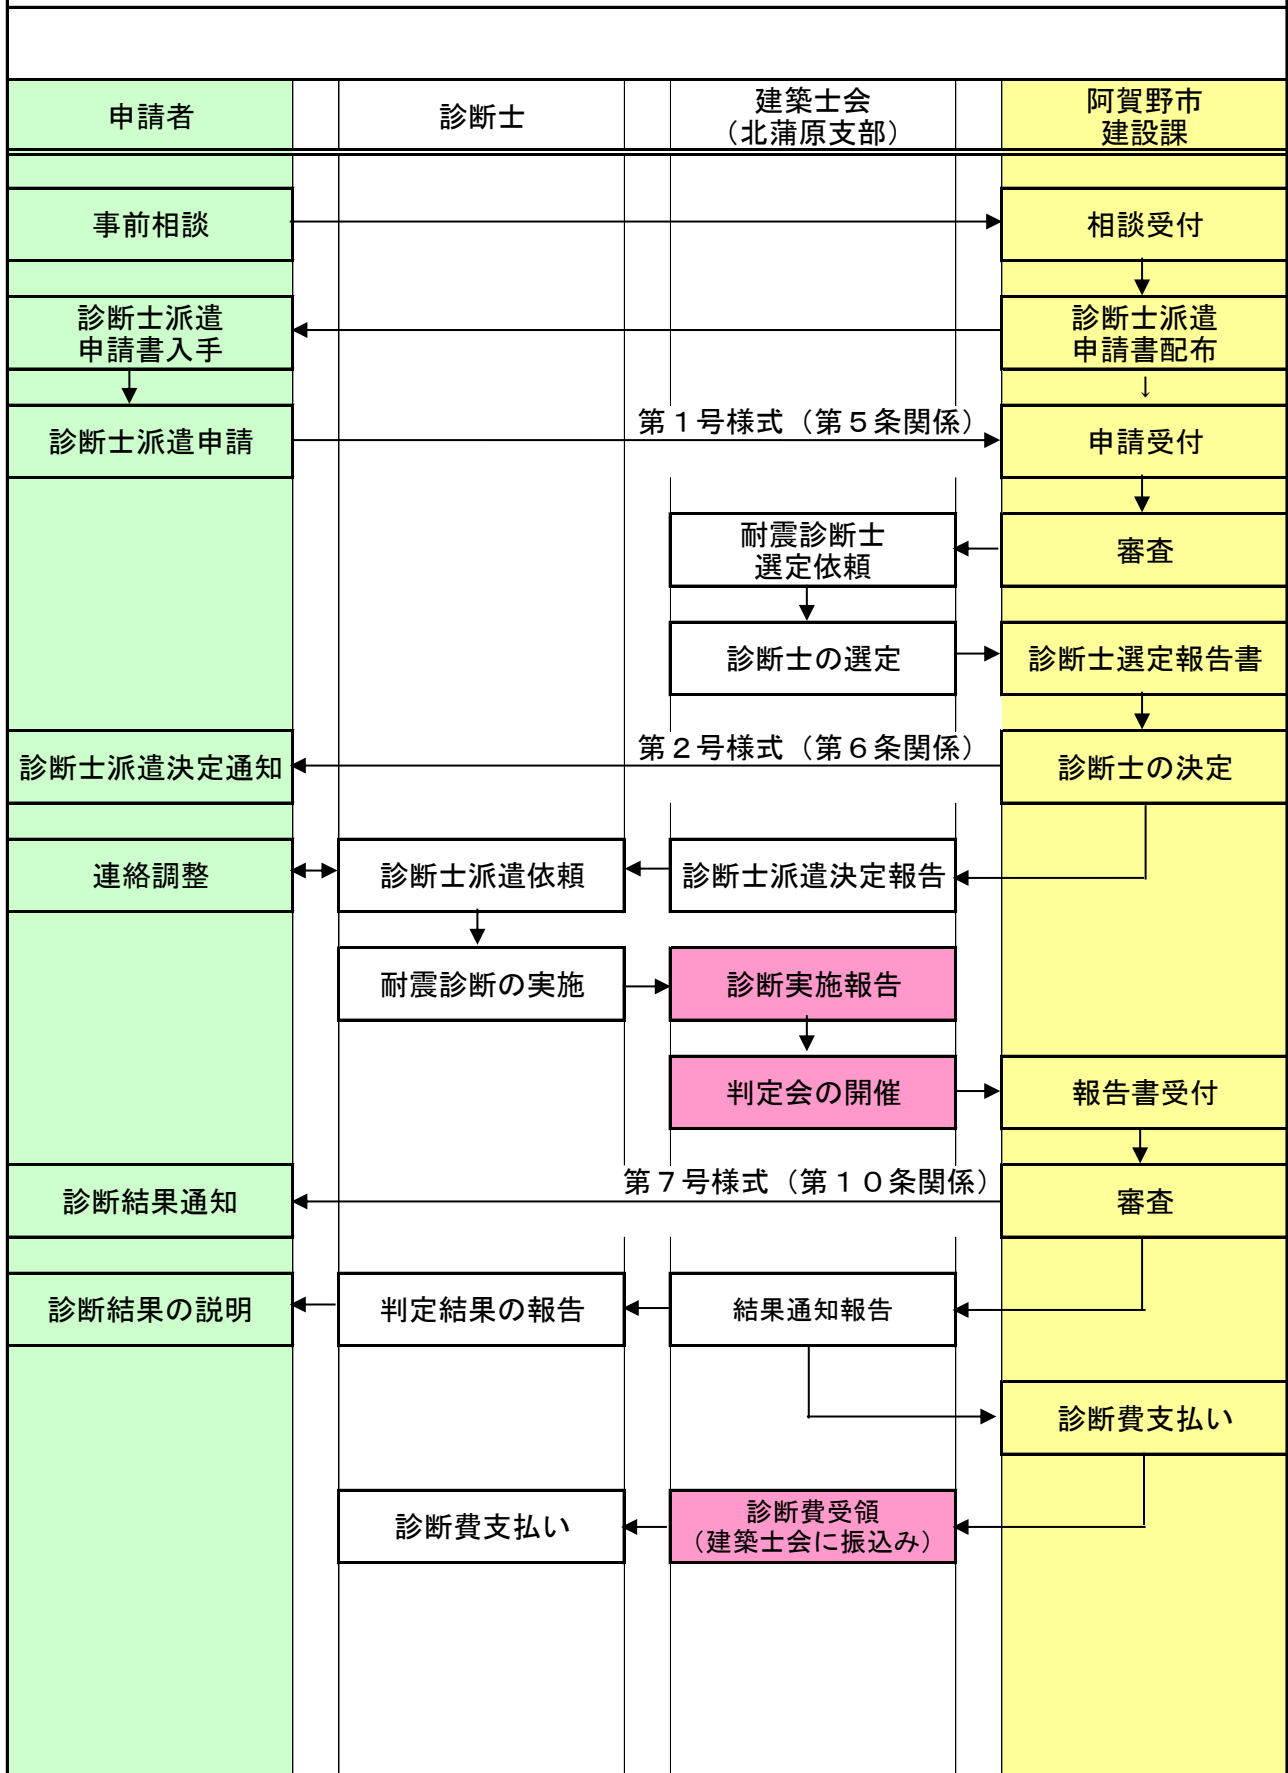 申請者
診断士
建築士会
（北蒲原支部）
阿賀野市
建設課
事前相談
相談受付
診断士派遣
申請書入手
診断士派遣
申請書配布
↓
診断士派遣申請
第１号様式（第５条関係）
申請受付
耐震診断士
選定依頼
審査
診断士の選定
診断士選定報告書
診断士派遣決定通知
第２号様式（第６条関係）
診断士の決定
連絡調整
診断士派遣依頼
診断士派遣決定報告
耐震診断の実施
診断実施報告
判定会の開催
報告書受付
診断結果通知
第７号様式（第１０条関係）
審査
診断結果の説明
判定結果の報告
結果通知報告
診断費支払い
診断費支払い
診断費受領
（建築士会に振込み）